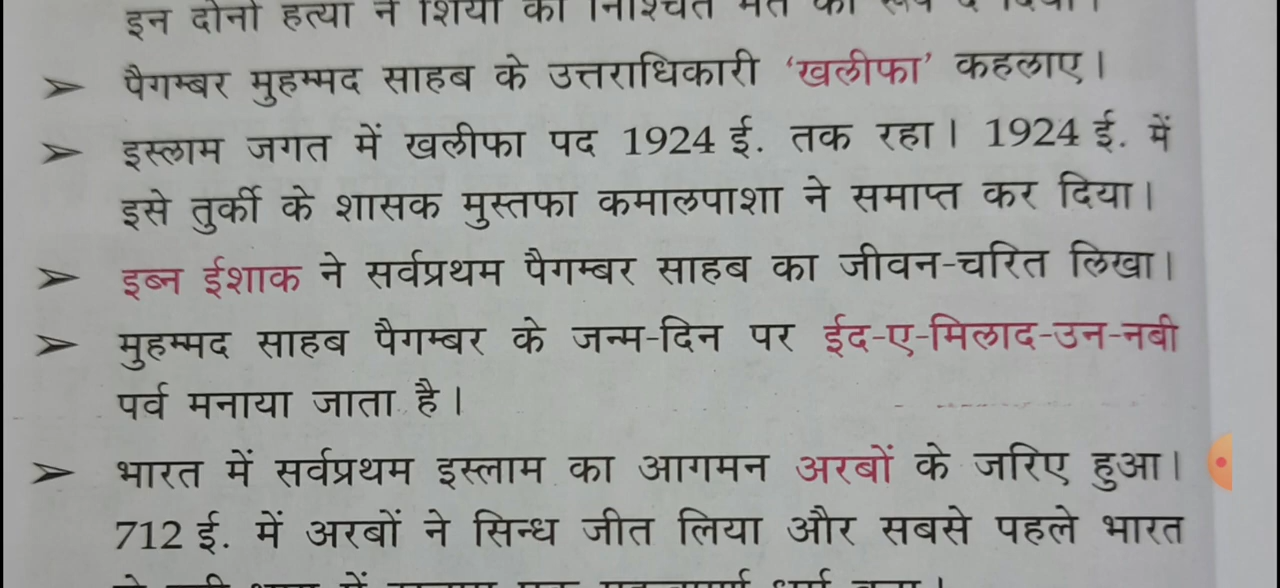 इन दोनों हत्या ने शियों को निश्चित मत का रूप दे दिया।
➤ पैगम्बर मुहम्मद साहब के उत्तराधिकारी ‘खलीफा’ कहलाए।
➤ इस्लाम जगत में खलीफा पद 1924 ई. तक रहा। 1924 ई. में
इसे तुर्की के शासक मुस्तफा कमालपाशा ने समाप्त कर दिया।
➤ इब्न ईशाक ने सर्वप्रथम पैगम्बर साहब का जीवन-चरित लिखा।
➤ मुहम्मद साहब पैगम्बर के जन्म-दिन पर ईद-ए-मिलाद-उन-नबी
पर्व मनाया जाता है।
➤ भारत में सर्वप्रथम इस्लाम का आगमन अरबों के जरिए हुआ।
712 ई. में अरबों ने सिन्ध जीत लिया और सबसे पहले भारत